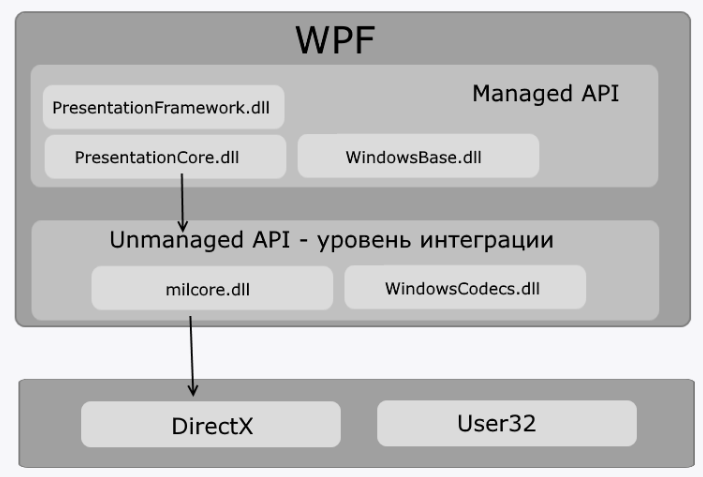 WPF
Managed API
PresentationFramework.dll
PresentationCore.dll
WindowsBase.dll
Unmanaged API - уровень интеграции
milcore.dll
WindowsCodecs.dll
DirectX
User32